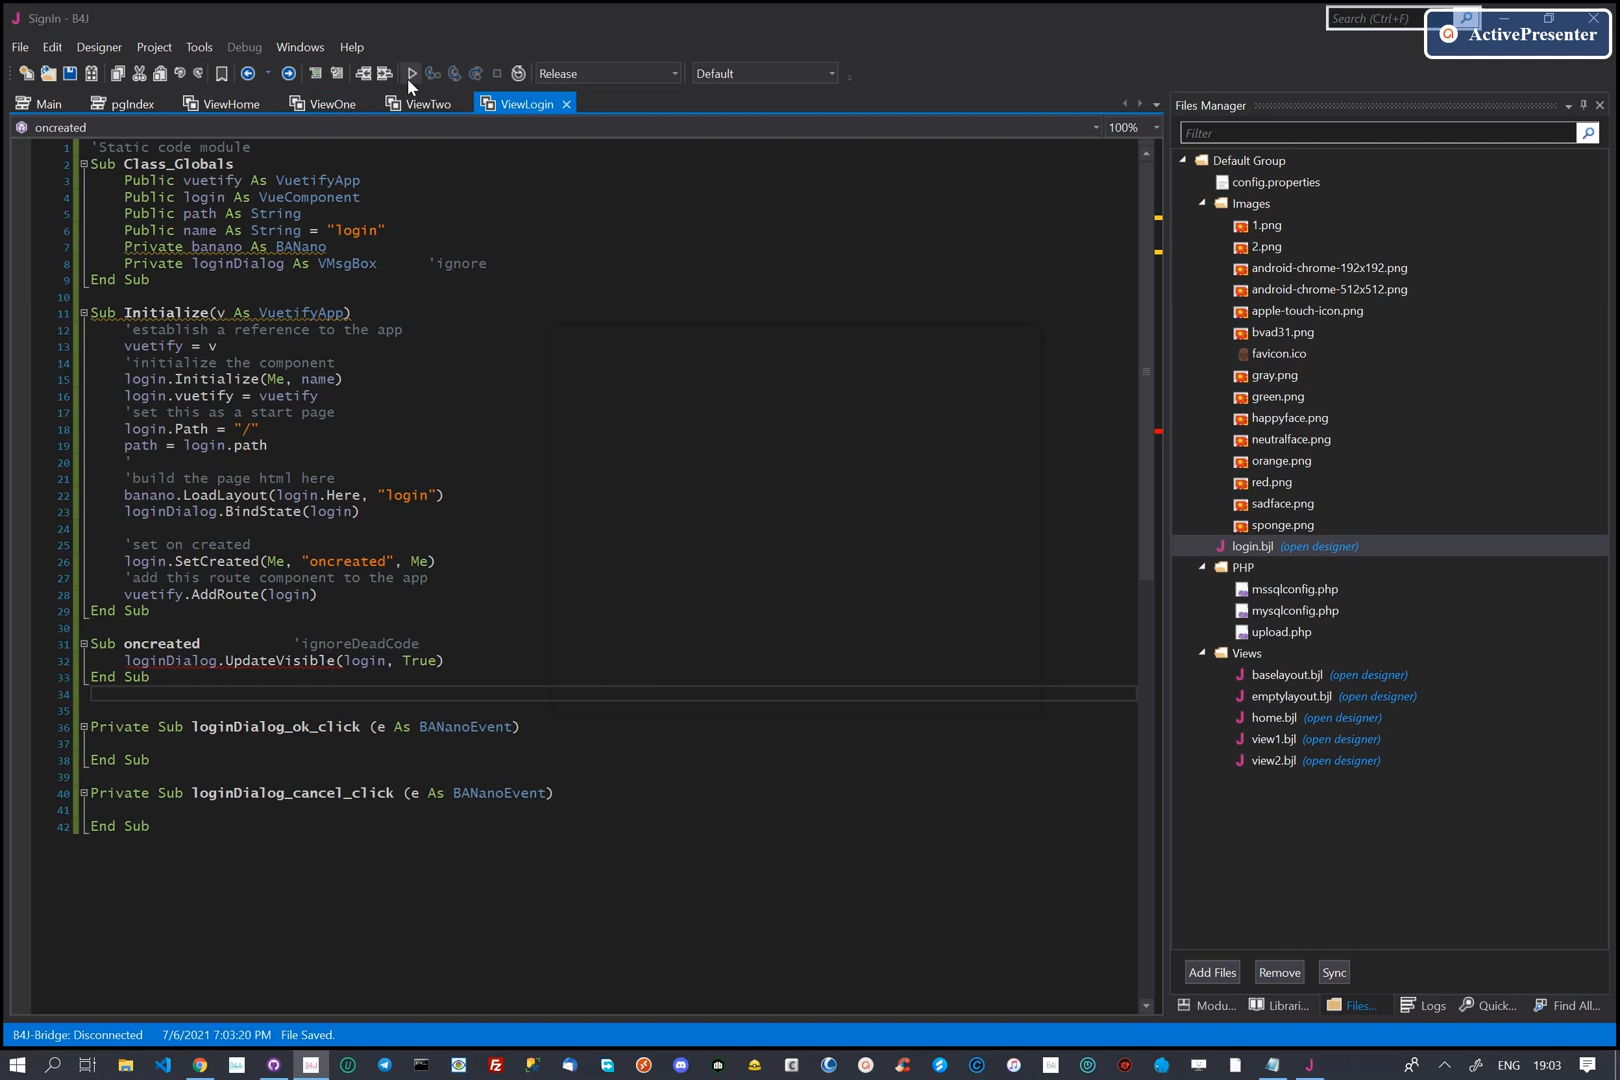 SignIn - B4J
Search (Ctrl+F)
ActivePresenter
File Edit Designer Project Tools Debug Windows Help
Release Default
Main pgIndex ViewHome ViewOne ViewTwo ViewLogin
oncreated 100%
1 'Static code module
2 Sub Class_Globals
3 Public vuetify As VuetifyApp
4 Public login As VueComponent
5 Public path As String
6 Public name As String = "login"
7 Private banano As BANano
8 Private loginDialog As VMsgBox 'ignore
9 End Sub
10
11 Sub Initialize(v As VuetifyApp)
12 'establish a reference to the app
13 vuetify = v
14 'initialize the component
15 login.Initialize(Me, name)
16 login.vuetify = vuetify
17 'set this as a start page
18 login.Path = "/"
19 path = login.path
20 '
21 'build the page html here
22 banano.LoadLayout(login.Here, "login")
23 loginDialog.BindState(login)
24
25 'set on created
26 login.SetCreated(Me, "oncreated", Me)
27 'add this route component to the app
28 vuetify.AddRoute(login)
29 End Sub
30
31 Sub oncreated 'ignoreDeadCode
32 loginDialog.UpdateVisible(login, True)
33 End Sub
34
35
36 Private Sub loginDialog_ok_click (e As BANanoEvent)
37
38 End Sub
39
40 Private Sub loginDialog_cancel_click (e As BANanoEvent)
41
42 End Sub
Files Manager
Filter
Default Group
config.properties
Images
1.png
2.png
android-chrome-192x192.png
android-chrome-512x512.png
apple-touch-icon.png
bvad31.png
favicon.ico
gray.png
green.png
happyface.png
neutralface.png
orange.png
red.png
sadface.png
sponge.png
login.bjl (open designer)
PHP
mssqlconfig.php
mysqlconfig.php
upload.php
Views
baselayout.bjl (open designer)
emptylayout.bjl (open designer)
home.bjl (open designer)
view1.bjl (open designer)
view2.bjl (open designer)
Add Files Remove Sync
Modu... Librari... Files... Logs Quick... Find All...
B4J-Bridge: Disconnected 7/6/2021 7:03:20 PM File Saved.
ENG 19:03